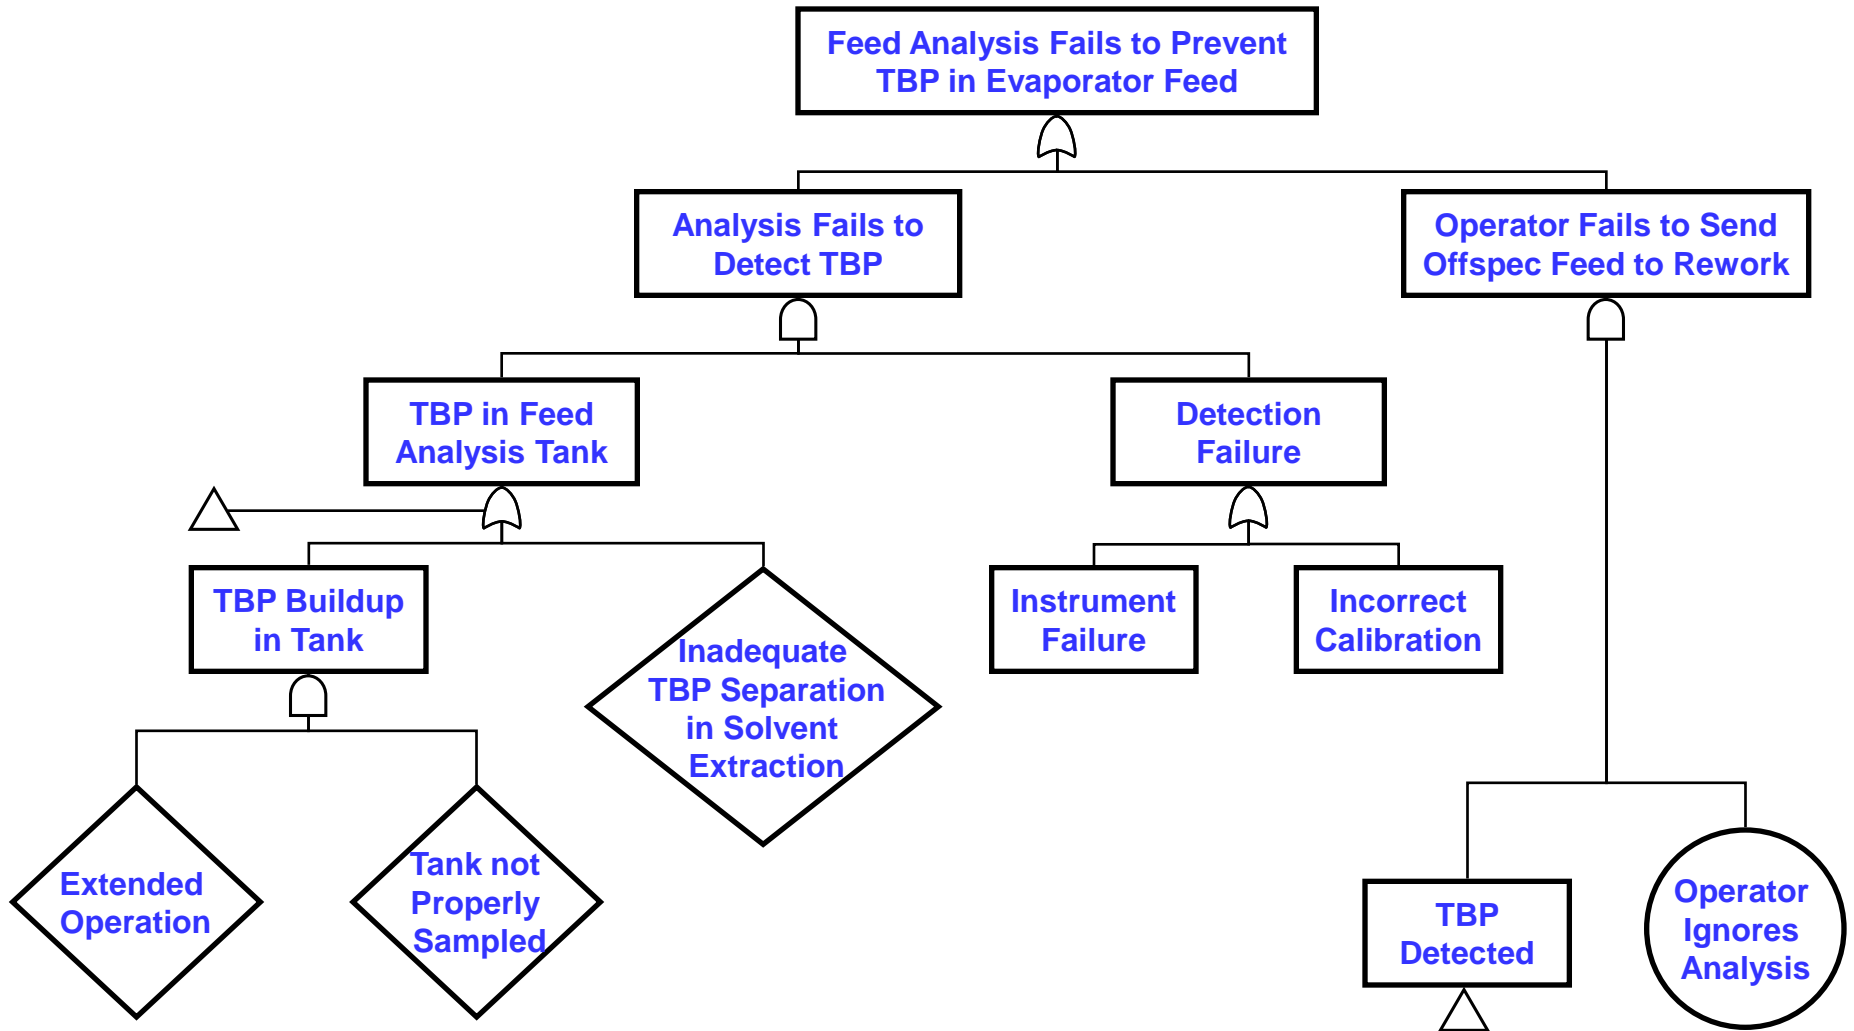 Feed Analysis Fails to Prevent
TBP in Evaporator Feed
Analysis Fails to
Detect TBP
Operator Fails to Send
Offspec Feed to Rework
TBP in Feed
Analysis Tank
Detection
Failure
TBP Buildup
in Tank
Inadequate
TBP Separation
in Solvent
Extraction
Instrument
Failure
Incorrect
Calibration
Extended
Operation
Tank not
Properly
Sampled
TBP
Detected
Operator
Ignores
Analysis